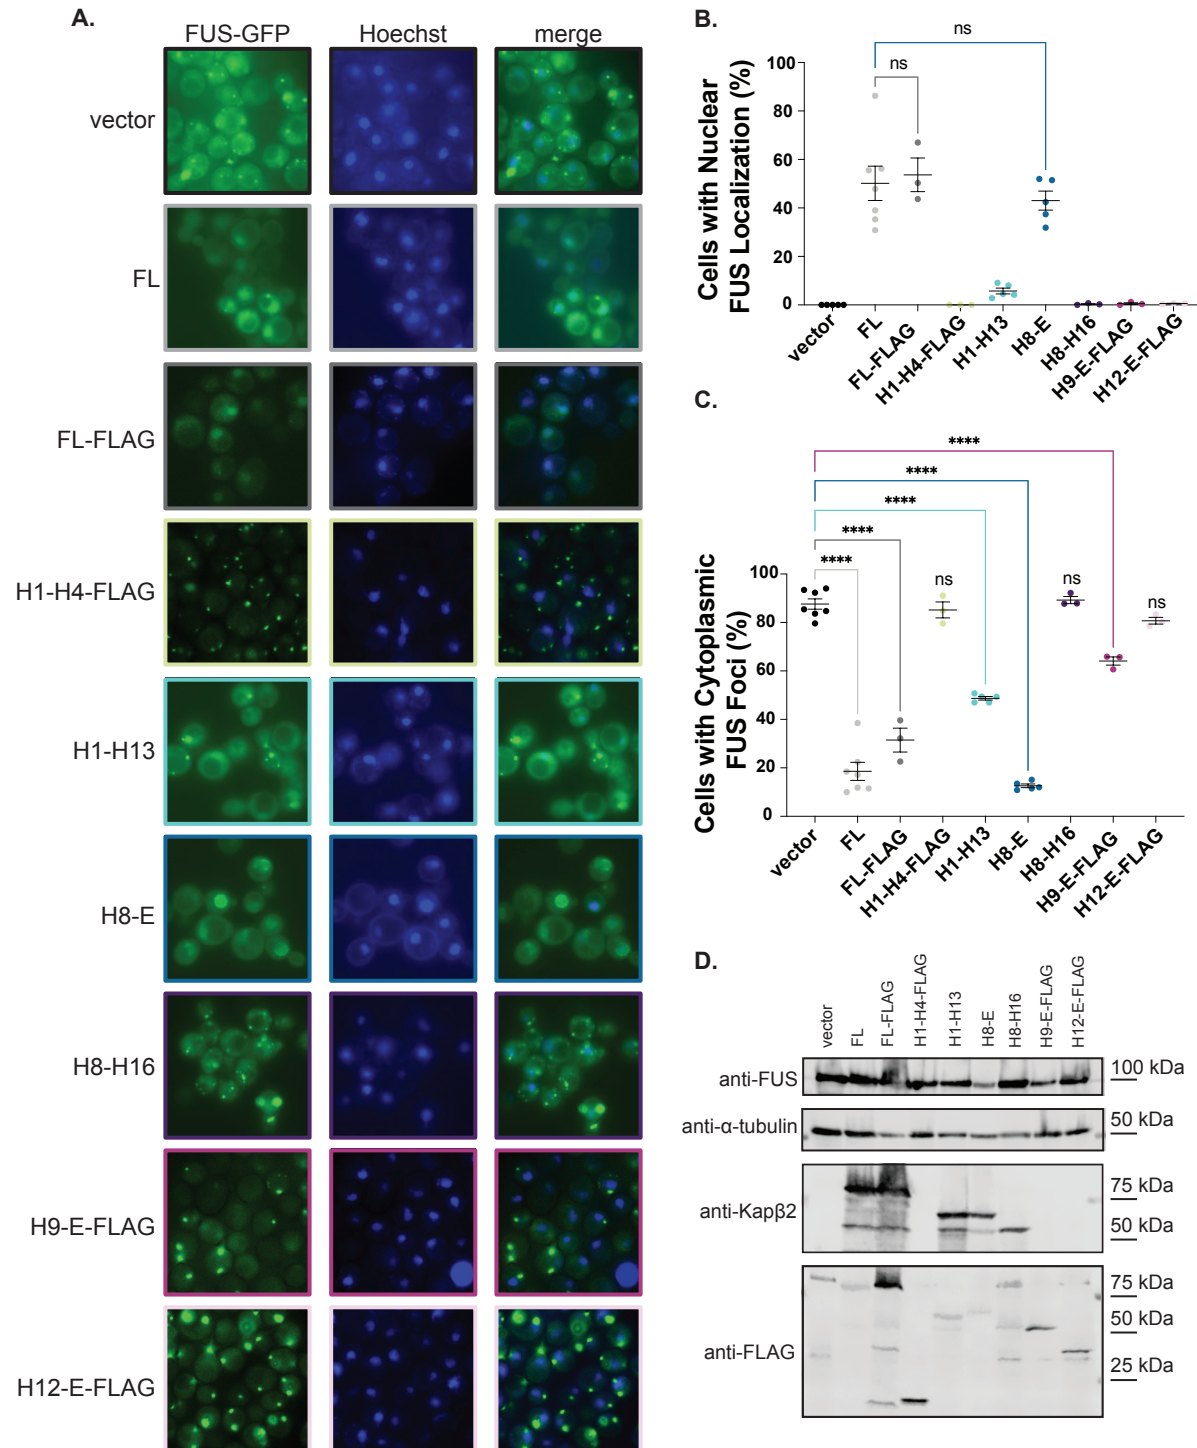 A.
FUS-GFP Hoechst merge
vector
FL
FL-FLAG
H1-H4-FLAG
H1-H13
H8-E
H8-H16
H9-E-FLAG
H12-E-FLAG
B.
Cells with Nuclear
FUS Localization (%)
ns
ns
100
80
60
40
20
0
vector
FL
FL-FLAG
H1-H4-FLAG
H1-H13
H8-E
H8-H16
H9-E-FLAG
H12-E-FLAG
C.
Cells with Cytoplasmic
FUS Foci (%)
****
****
****
****
****
ns
ns
ns
100
80
60
40
20
0
vector
FL
FL-FLAG
H1-H4-FLAG
H1-H13
H8-E
H8-H16
H9-E-FLAG
H12-E-FLAG
D.
vector
FL
FL-FLAG
H1-H4-FLAG
H1-H13
H8-E
H8-H16
H9-E-FLAG
H12-E-FLAG
anti-FUS
100 kDa
anti-α-tubulin
50 kDa
anti-Kapβ2
75 kDa
50 kDa
anti-FLAG
75 kDa
50 kDa
25 kDa